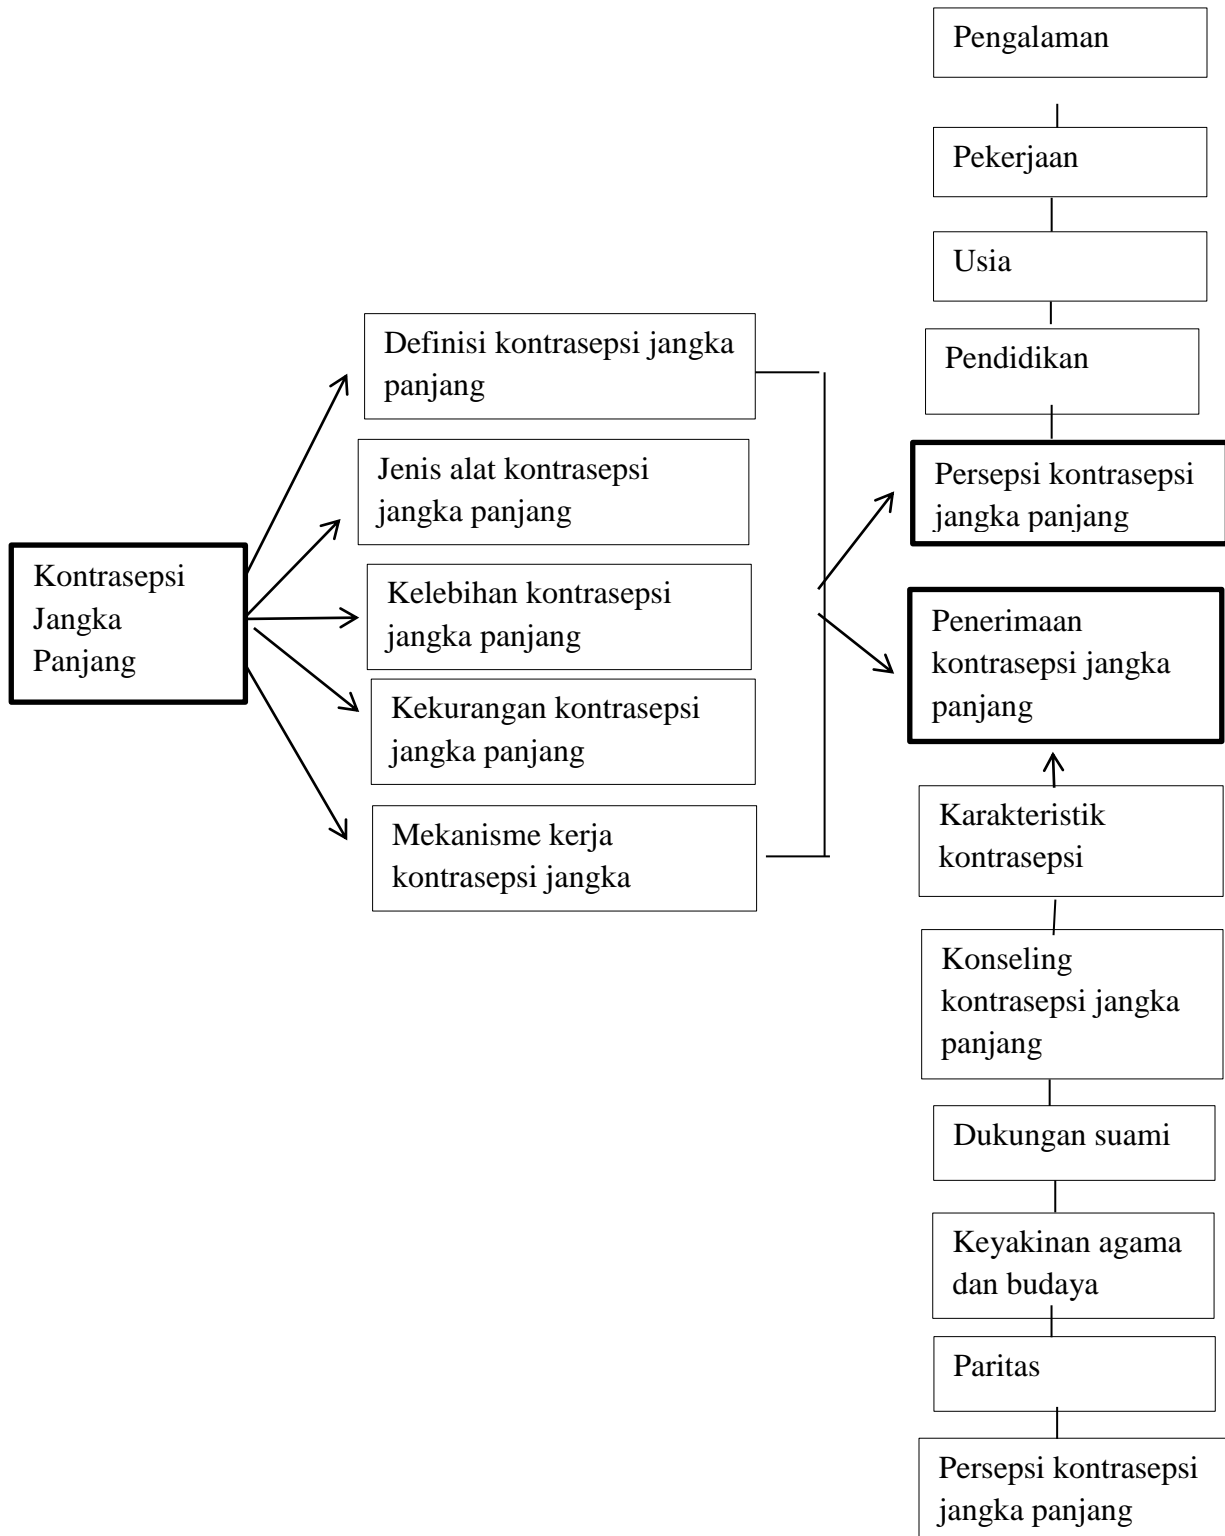 Kontrasepsi
Jangka
Panjang
Definisi kontrasepsi jangka
panjang
Jenis alat kontrasepsi
jangka panjang
Kelebihan kontrasepsi
jangka panjang
Kekurangan kontrasepsi
jangka panjang
Mekanisme kerja
kontrasepsi jangka
Pengalaman
Pekerjaan
Usia
Pendidikan
Persepsi kontrasepsi
jangka panjang
Penerimaan
kontrasepsi jangka
panjang
Karakteristik
kontrasepsi
Konseling
kontrasepsi jangka
panjang
Dukungan suami
Keyakinan agama
dan budaya
Paritas
Persepsi kontrasepsi
jangka panjang